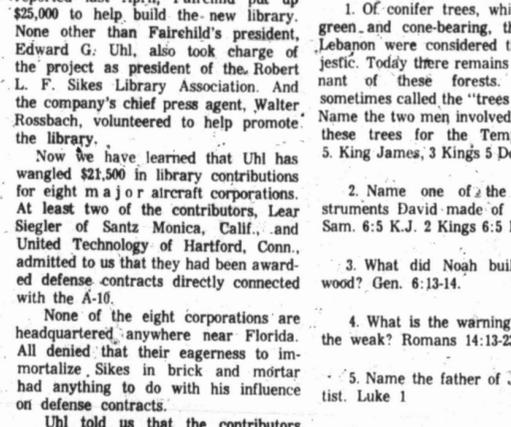 $25,000 to help build the new library.
None other than Fairchild's president,
Edward G. Uhl, also took charge of
the project as president of the Robert
L. F. Sikes Library Association. And
the company's chief press agent, Walter
Rossbach, volunteered to help promote
the library.
Now we have learned that Uhl has
wangled $21,500 in library contributions
for eight major aircraft corporations.
At least two of the contributors, Lear
Siegler of Santz Monica, Calif., and
United Technology of Hartford, Conn.,
admitted to us that they had been award-
ed defense contracts directly connected
with the A-10.
None of the eight corporations are
headquartered anywhere near Florida.
All denied that their eagerness to im-
mortalize Sikes in brick and mortar
had anything to do with his influence
on defense contracts.
Uhl told us that the contributors
1. Of conifer trees, whi
green and cone-bearing, th
Lebanon were considered t
jestic. Today there remains
nant of these forests.
sometimes called the "trees
Name the two men involved
these trees for the Tem
5. King James, 3 Kings 5 Do
2. Name one of the
struments David made of
Sam. 6:5 K.J. 2 Kings 6:5
3. What did Noah buil
wood? Gen. 6:13-14.
4. What is the warning
the weak? Romans 14:13-2
5. Name the father of
tist. Luke 1